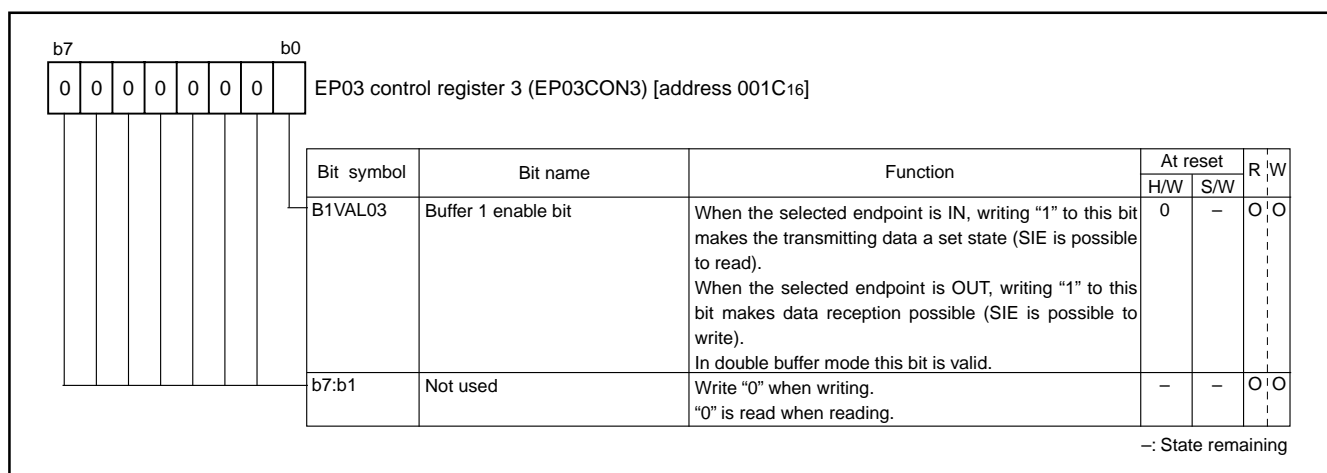 b7 b0
0 0 0 0 0 0 0
EP03 control register 3 (EP03CON3) [address 001C16]
Bit symbol Bit name Function At reset R W
H/W S/W
B1VAL03 Buffer 1 enable bit When the selected endpoint is IN, writing “1” to this bit 0 – O O
makes the transmitting data a set state (SIE is possible
to read).
When the selected endpoint is OUT, writing “1” to this
bit makes data reception possible (SIE is possible to
write).
In double buffer mode this bit is valid.
b7:b1 Not used Write “0” when writing. – – O O
“0” is read when reading.
–: State remaining